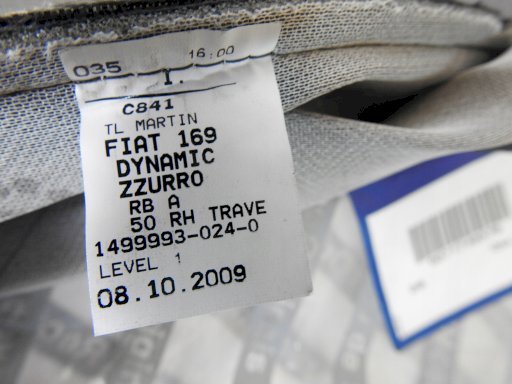 035 16:00
I.
C841
TL MARTIN
FIAT 169
DYNAMIC
ZZURRO
RB A
50 RH TRAVE
1499993-024-0
LEVEL 1
08.10.2009